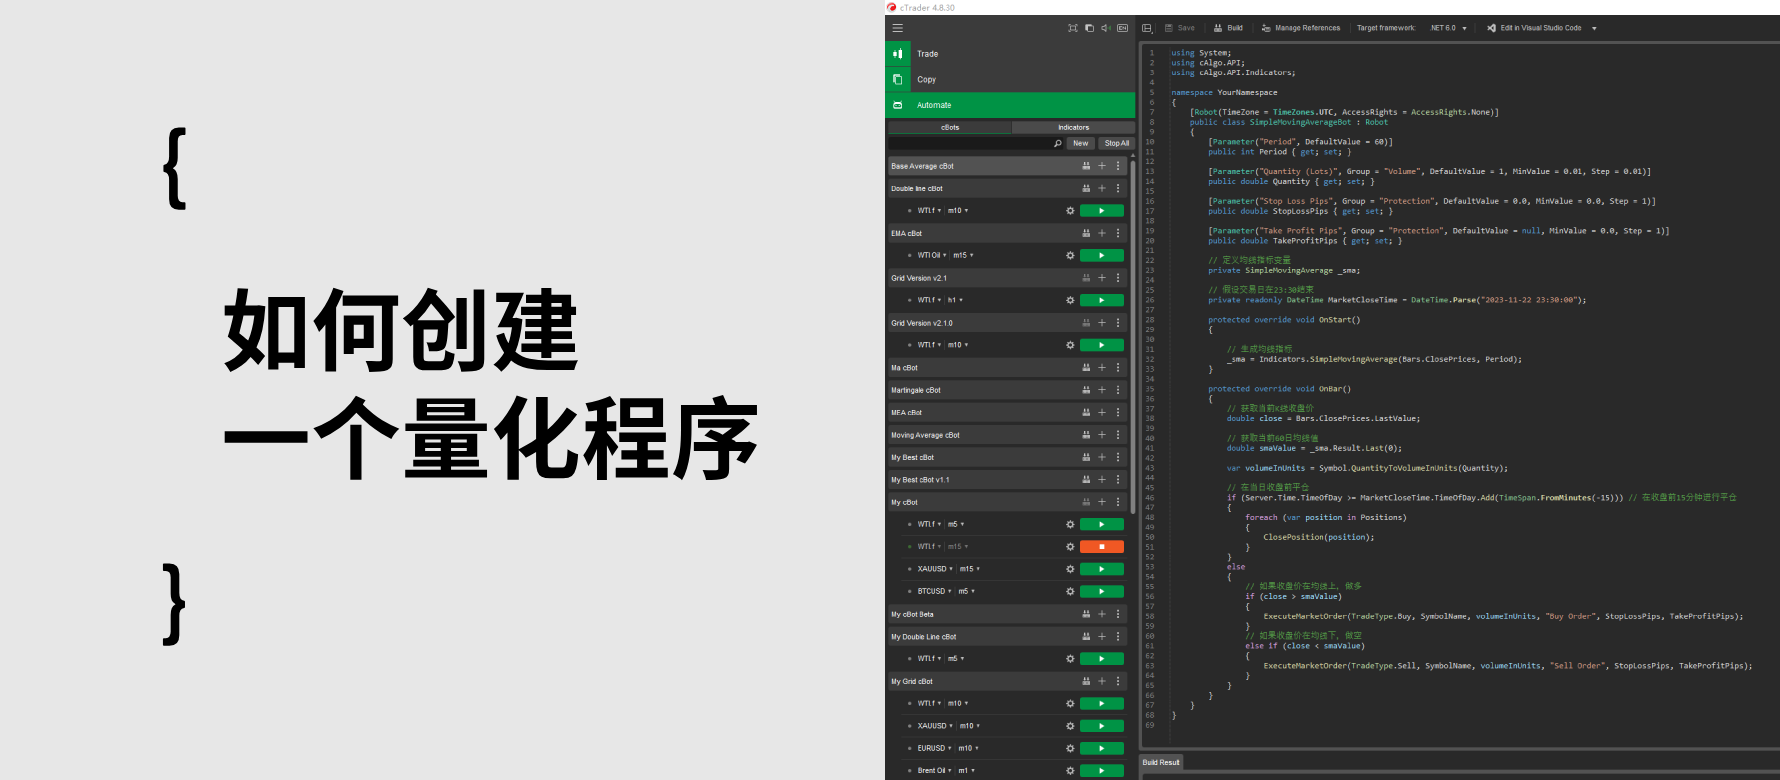 {
如何创建
一个量化程序
}
cTrader 4.8.30
Trade
Copy
Automate
cBots Indicators
New Stop All
Base Average cBot
Double line cBot
WTI.f m10
EMA cBot
WTI Oil m15
Grid Version v2.1
WTI.f h1
Grid Version v2.1.0
WTI.f m10
Ma cBot
Martingale cBot
MEA cBot
Moving Average cBot
My Best cBot
My Best cBot v1.1
My cBot
WTI.f m5
WTI.f m15
XAUUSD m15
BTCUSD m5
My cBot Beta
My Double Line cBot
WTI.f m5
My Grid cBot
WTI.f m10
XAUUSD m10
EURUSD m10
Brent Oil m1
Save Build Manage References Target framework: .NET 6.0 Edit in Visual Studio Code
1 using System;
2 using cAlgo.API;
3 using cAlgo.API.Indicators;
4
5 namespace YourNamespace
6 {
7 [Robot(TimeZone = TimeZones.UTC, AccessRights = AccessRights.None)]
8 public class SimpleMovingAverageBot : Robot
9 {
10 [Parameter("Period", DefaultValue = 60)]
11 public int Period { get; set; }
12
13 [Parameter("Quantity (Lots)", Group = "Volume", DefaultValue = 1, MinValue = 0.01, Step = 0.01)]
14 public double Quantity { get; set; }
15
16 [Parameter("Stop Loss Pips", Group = "Protection", DefaultValue = 0.0, MinValue = 0.0, Step = 1)]
17 public double StopLossPips { get; set; }
18
19 [Parameter("Take Profit Pips", Group = "Protection", DefaultValue = null, MinValue = 0.0, Step = 1)]
20 public double TakeProfitPips { get; set; }
21
22 // 定义均线指标变量
23 private SimpleMovingAverage _sma;
24
25 // 假设交易日在23:30结束
26 private readonly DateTime MarketCloseTime = DateTime.Parse("2023-11-22 23:30:00");
27
28 protected override void OnStart()
29 {
30
31 // 生成均线指标
32 _sma = Indicators.SimpleMovingAverage(Bars.ClosePrices, Period);
33 }
34
35 protected override void OnBar()
36 {
37 // 获取当前K线收盘价
38 double close = Bars.ClosePrices.LastValue;
39
40 // 获取当前60日均线值
41 double smaValue = _sma.Result.Last(0);
42
43 var volumeInUnits = Symbol.QuantityToVolumeInUnits(Quantity);
44
45 // 在当日收盘前平仓
46 if (Server.Time.TimeOfDay >= MarketCloseTime.TimeOfDay.Add(TimeSpan.FromMinutes(-15))) // 在收盘前15分钟进行平仓
47 {
48 foreach (var position in Positions)
49 {
50 ClosePosition(position);
51 }
52 }
53 else
54 {
55 // 如果收盘价在均线上，做多
56 if (close > smaValue)
57 {
58 ExecuteMarketOrder(TradeType.Buy, SymbolName, volumeInUnits, "Buy Order", StopLossPips, TakeProfitPips);
59 }
60 // 如果收盘价在均线下，做空
61 else if (close < smaValue)
62 {
63 ExecuteMarketOrder(TradeType.Sell, SymbolName, volumeInUnits, "Sell Order", StopLossPips, TakeProfitPips);
64 }
65 }
66 }
67 }
68 }
69
Build Result